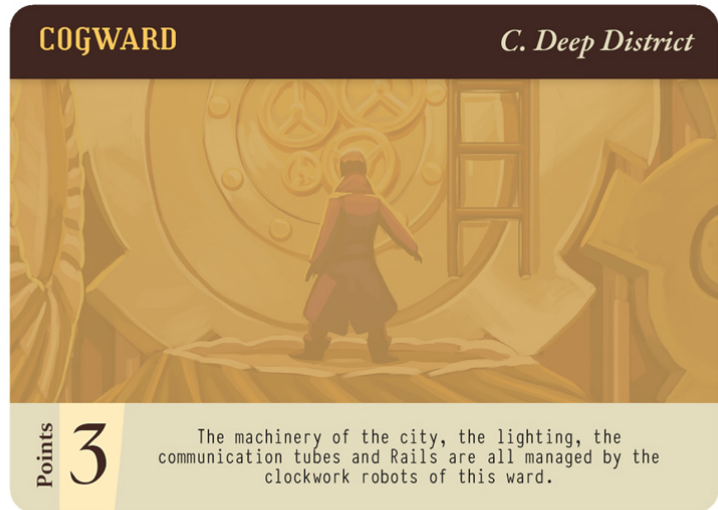 COGWARD
C. Deep District
Points
3
The machinery of the city, the lighting, the
communication tubes and Rails are all managed by the
clockwork robots of this ward.